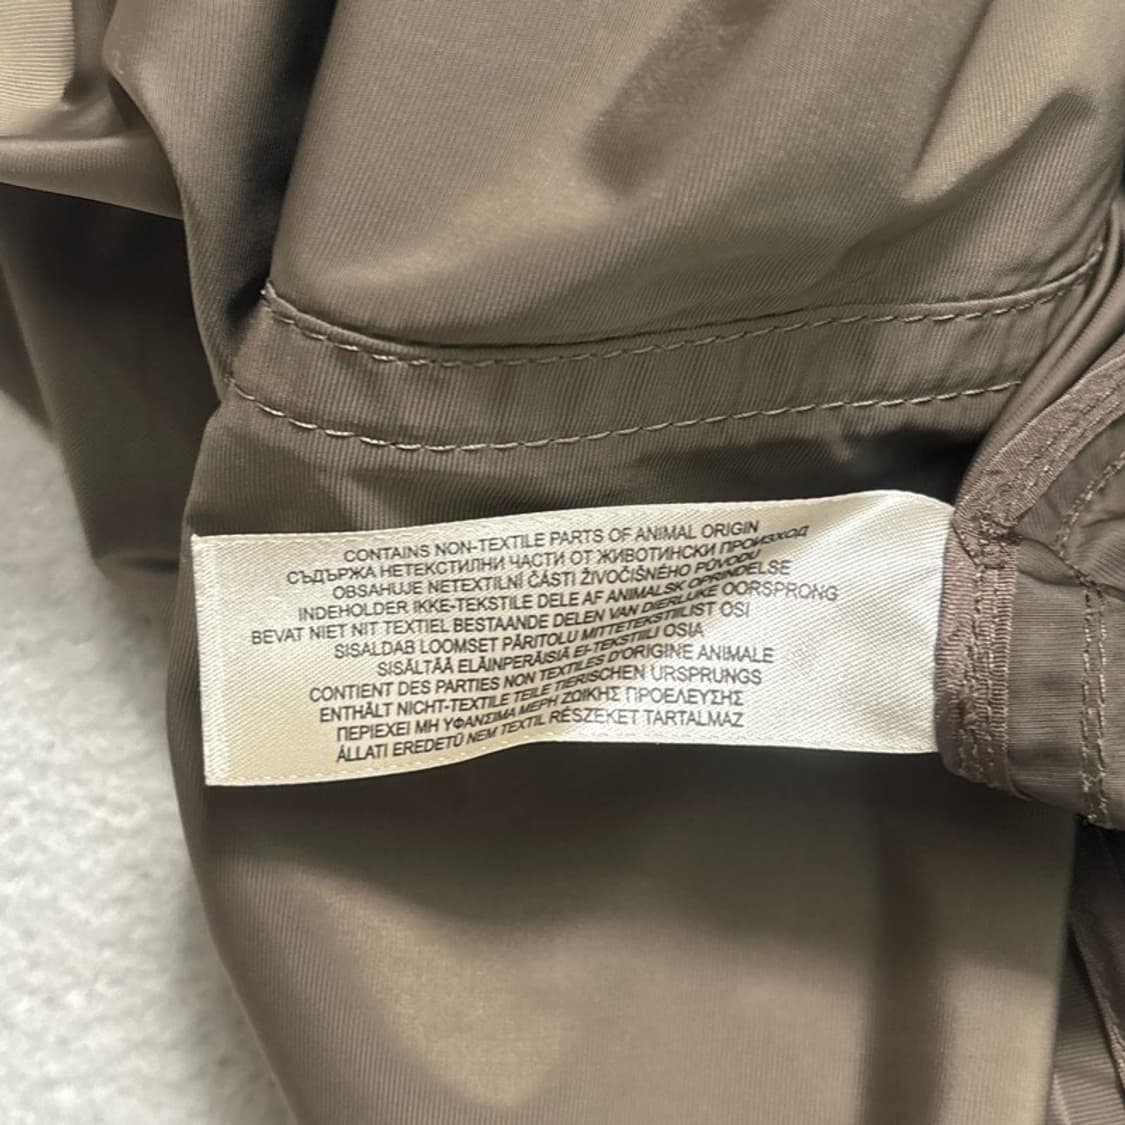 CONTAINS NON-TEXTILE PARTS OF ANIMAL ORIGIN
СЪДЪРЖА НЕТЕКСТИЛНИ ЧАСТИ ОТ ЖИВОТИНСКИ ПРОИЗХОД
OBSAHUJE NETEXTILNÍ ČÁSTI ŽIVOČIŠNÉHO PŮVODU
INDEHOLDER IKKE-TEKSTILE DELE AF ANIMALSK OPRINDELSE
BEVAT NIET NIT TEXTIEL BESTAANDE DELEN VAN DIERLIJKE OORSPRONG
SISALDAB LOOMSET PÄRITOLU MITTETEKSTIILIST OSI
SISÄLTÄÄ ELÄINPERÄISIÄ EI-TEKSTIILI OSIA
CONTIENT DES PARTIES NON TEXTILES D'ORIGINE ANIMALE
ENTHÄLT NICHT-TEXTILE TEILE TIERISCHEN URSPRUNGS
ΠΕΡΙΕΧΕΙ ΜΗ ΥΦΑΝΣΙΜΑ ΜΕΡΗ ΖΩΙΚΗΣ ΠΡΟΕΛΕΥΣΗΣ
ÁLLATI EREDETŰ NEM TEXTIL RÉSZEKET TARTALMAZ